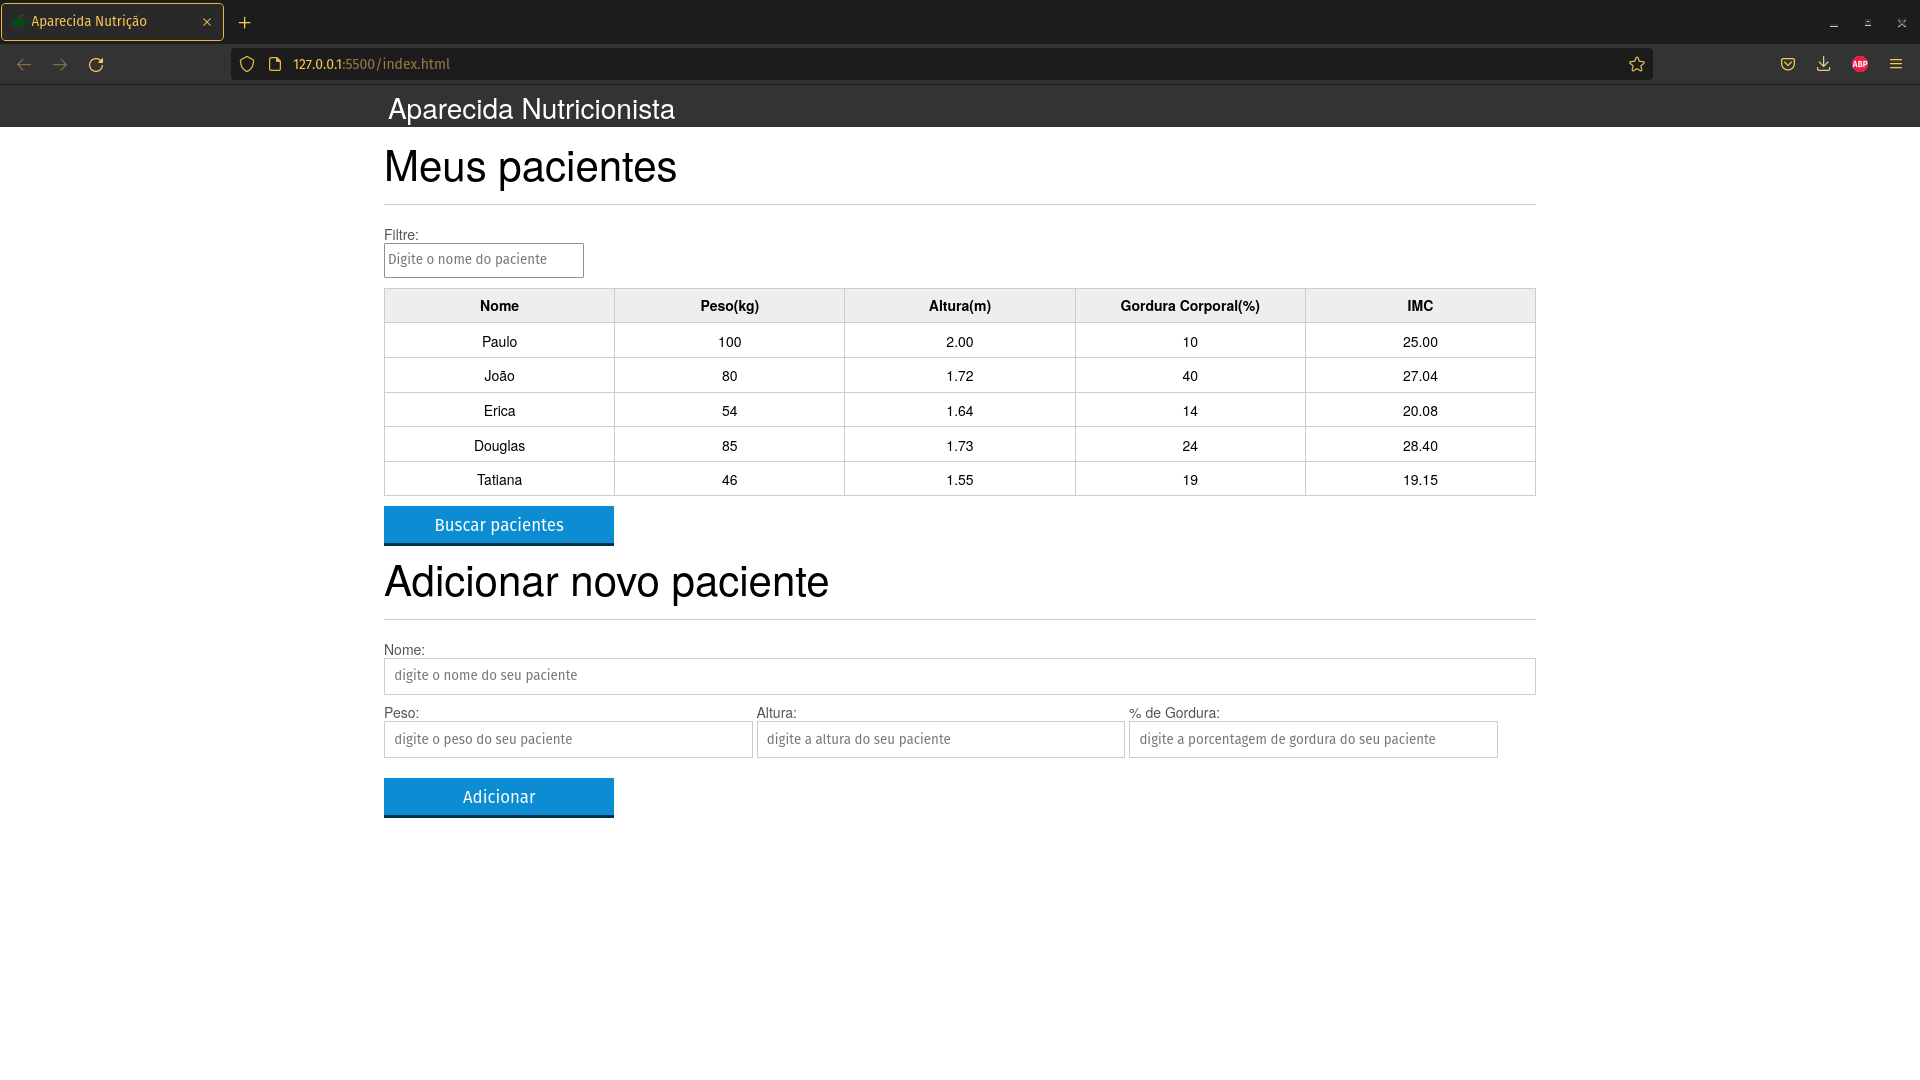 Aparecida Nutrição
127.0.0.1:5500/index.html
ABP
Aparecida Nutricionista
Meus pacientes
Filtre:
Digite o nome do paciente
Nome Peso(kg) Altura(m) Gordura Corporal(%) IMC
Paulo 100 2.00 10 25.00
João 80 1.72 40 27.04
Erica 54 1.64 14 20.08
Douglas 85 1.73 24 28.40
Tatiana 46 1.55 19 19.15
Buscar pacientes
Adicionar novo paciente
Nome:
digite o nome do seu paciente
Peso: Altura: % de Gordura:
digite o peso do seu paciente digite a altura do seu paciente digite a porcentagem de gordura do seu paciente
Adicionar